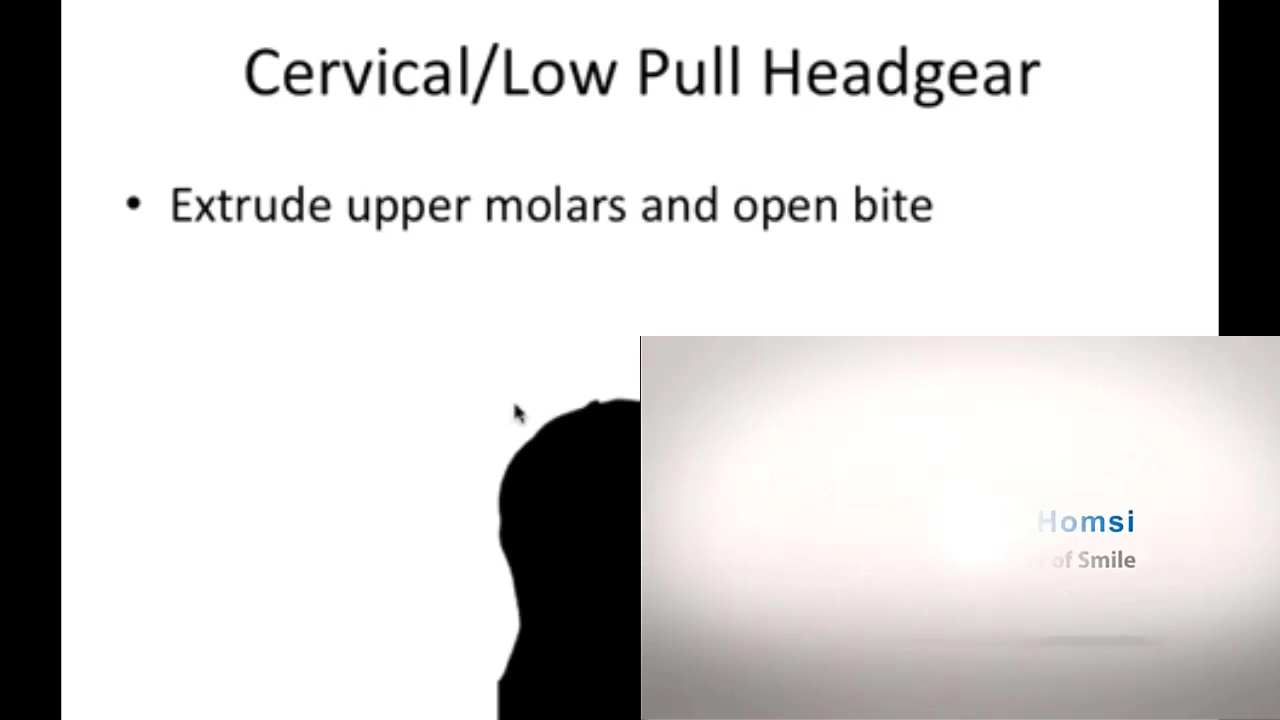 Cervical/Low Pull Headgear
• Extrude upper molars and open bite
Homsi
of Smile